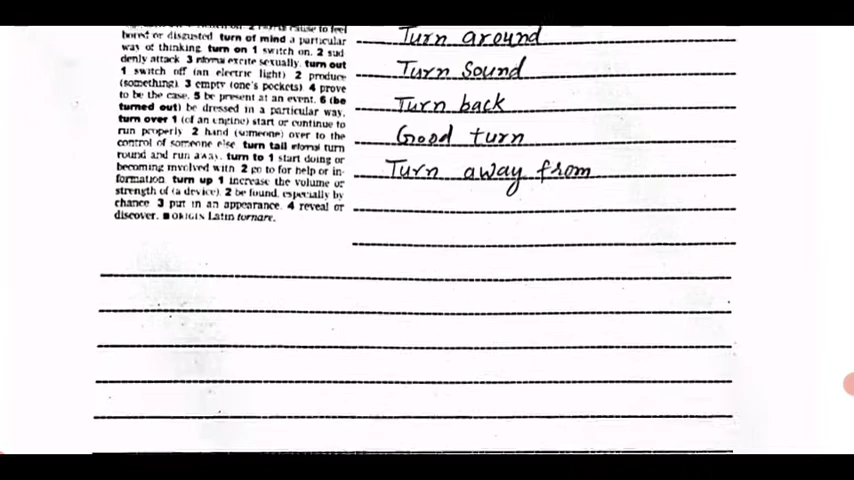 bored or disgusted turn of mind a particular
way of thinking. turn on 1 switch on. 2 sud
denly attack 3 informal excite sexually. turn out
1 switch off (an electric light) 2 produce
(something). 3 empty (one's pockets) 4 prove
to be the case. 5 be present at an event. 6 (be
turned out) be dressed in a particular way.
turn over 1 (of an engine) start or continue to
run properly 2 hand (someone) over to the
control of someone else turn tail informal turn
round and run away. turn to 1 start doing or
becoming involved with 2 go to for help or in-
formation turn up 1 increase the volume or
strength of (a device). 2 be found, especially by
chance 3 put in an appearance. 4 reveal or
discover. ■ ORIGIN Latin tornare.
Turn around
Turn Sound
Turn back
Good turn
Turn away from